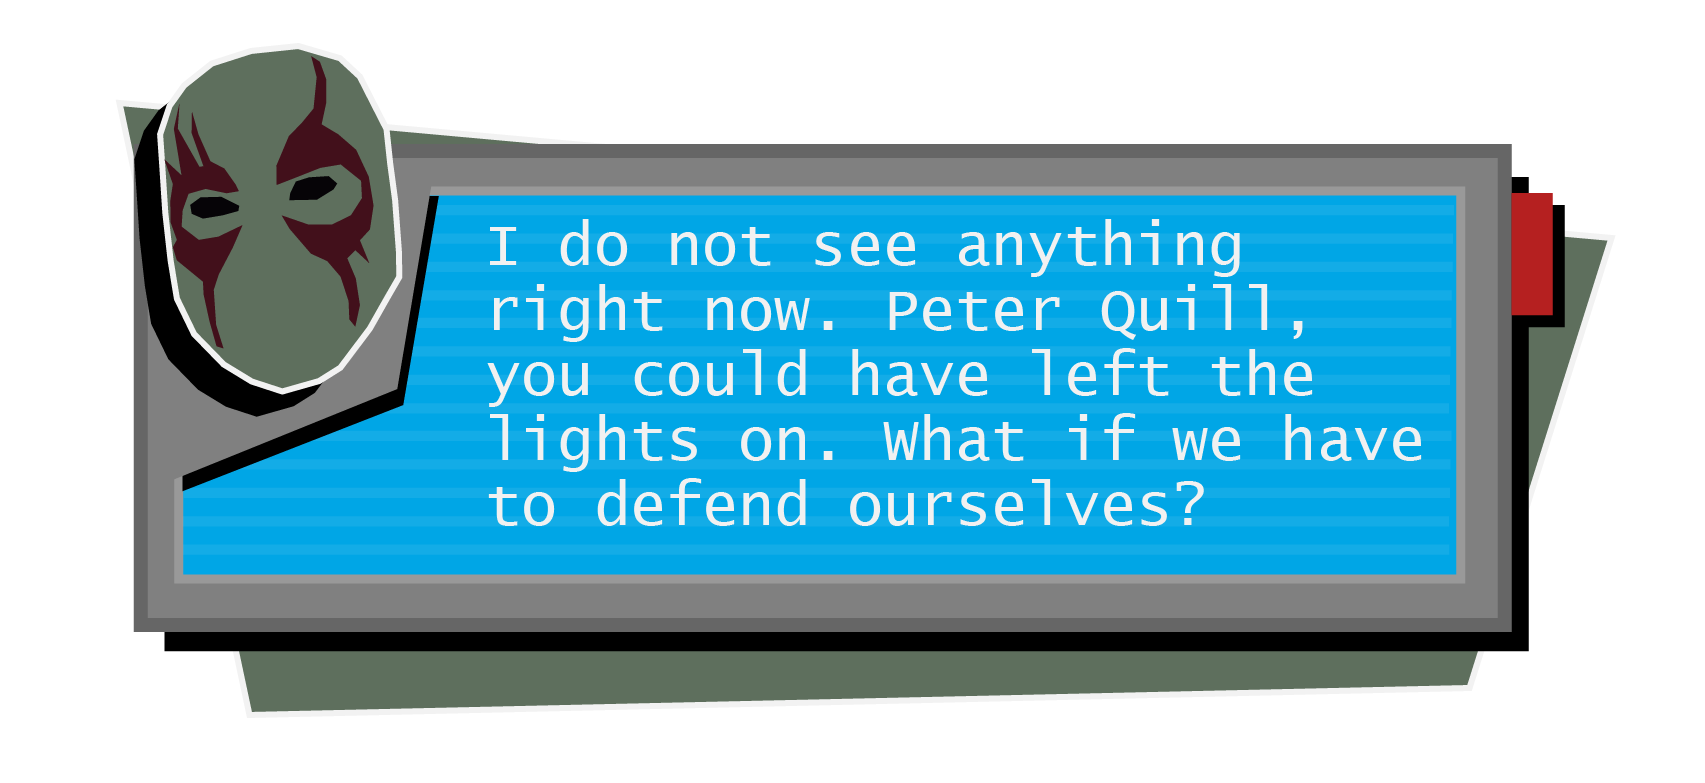 I do not see anything
right now. Peter Quill,
you could have left the
lights on. What if we have
to defend ourselves?